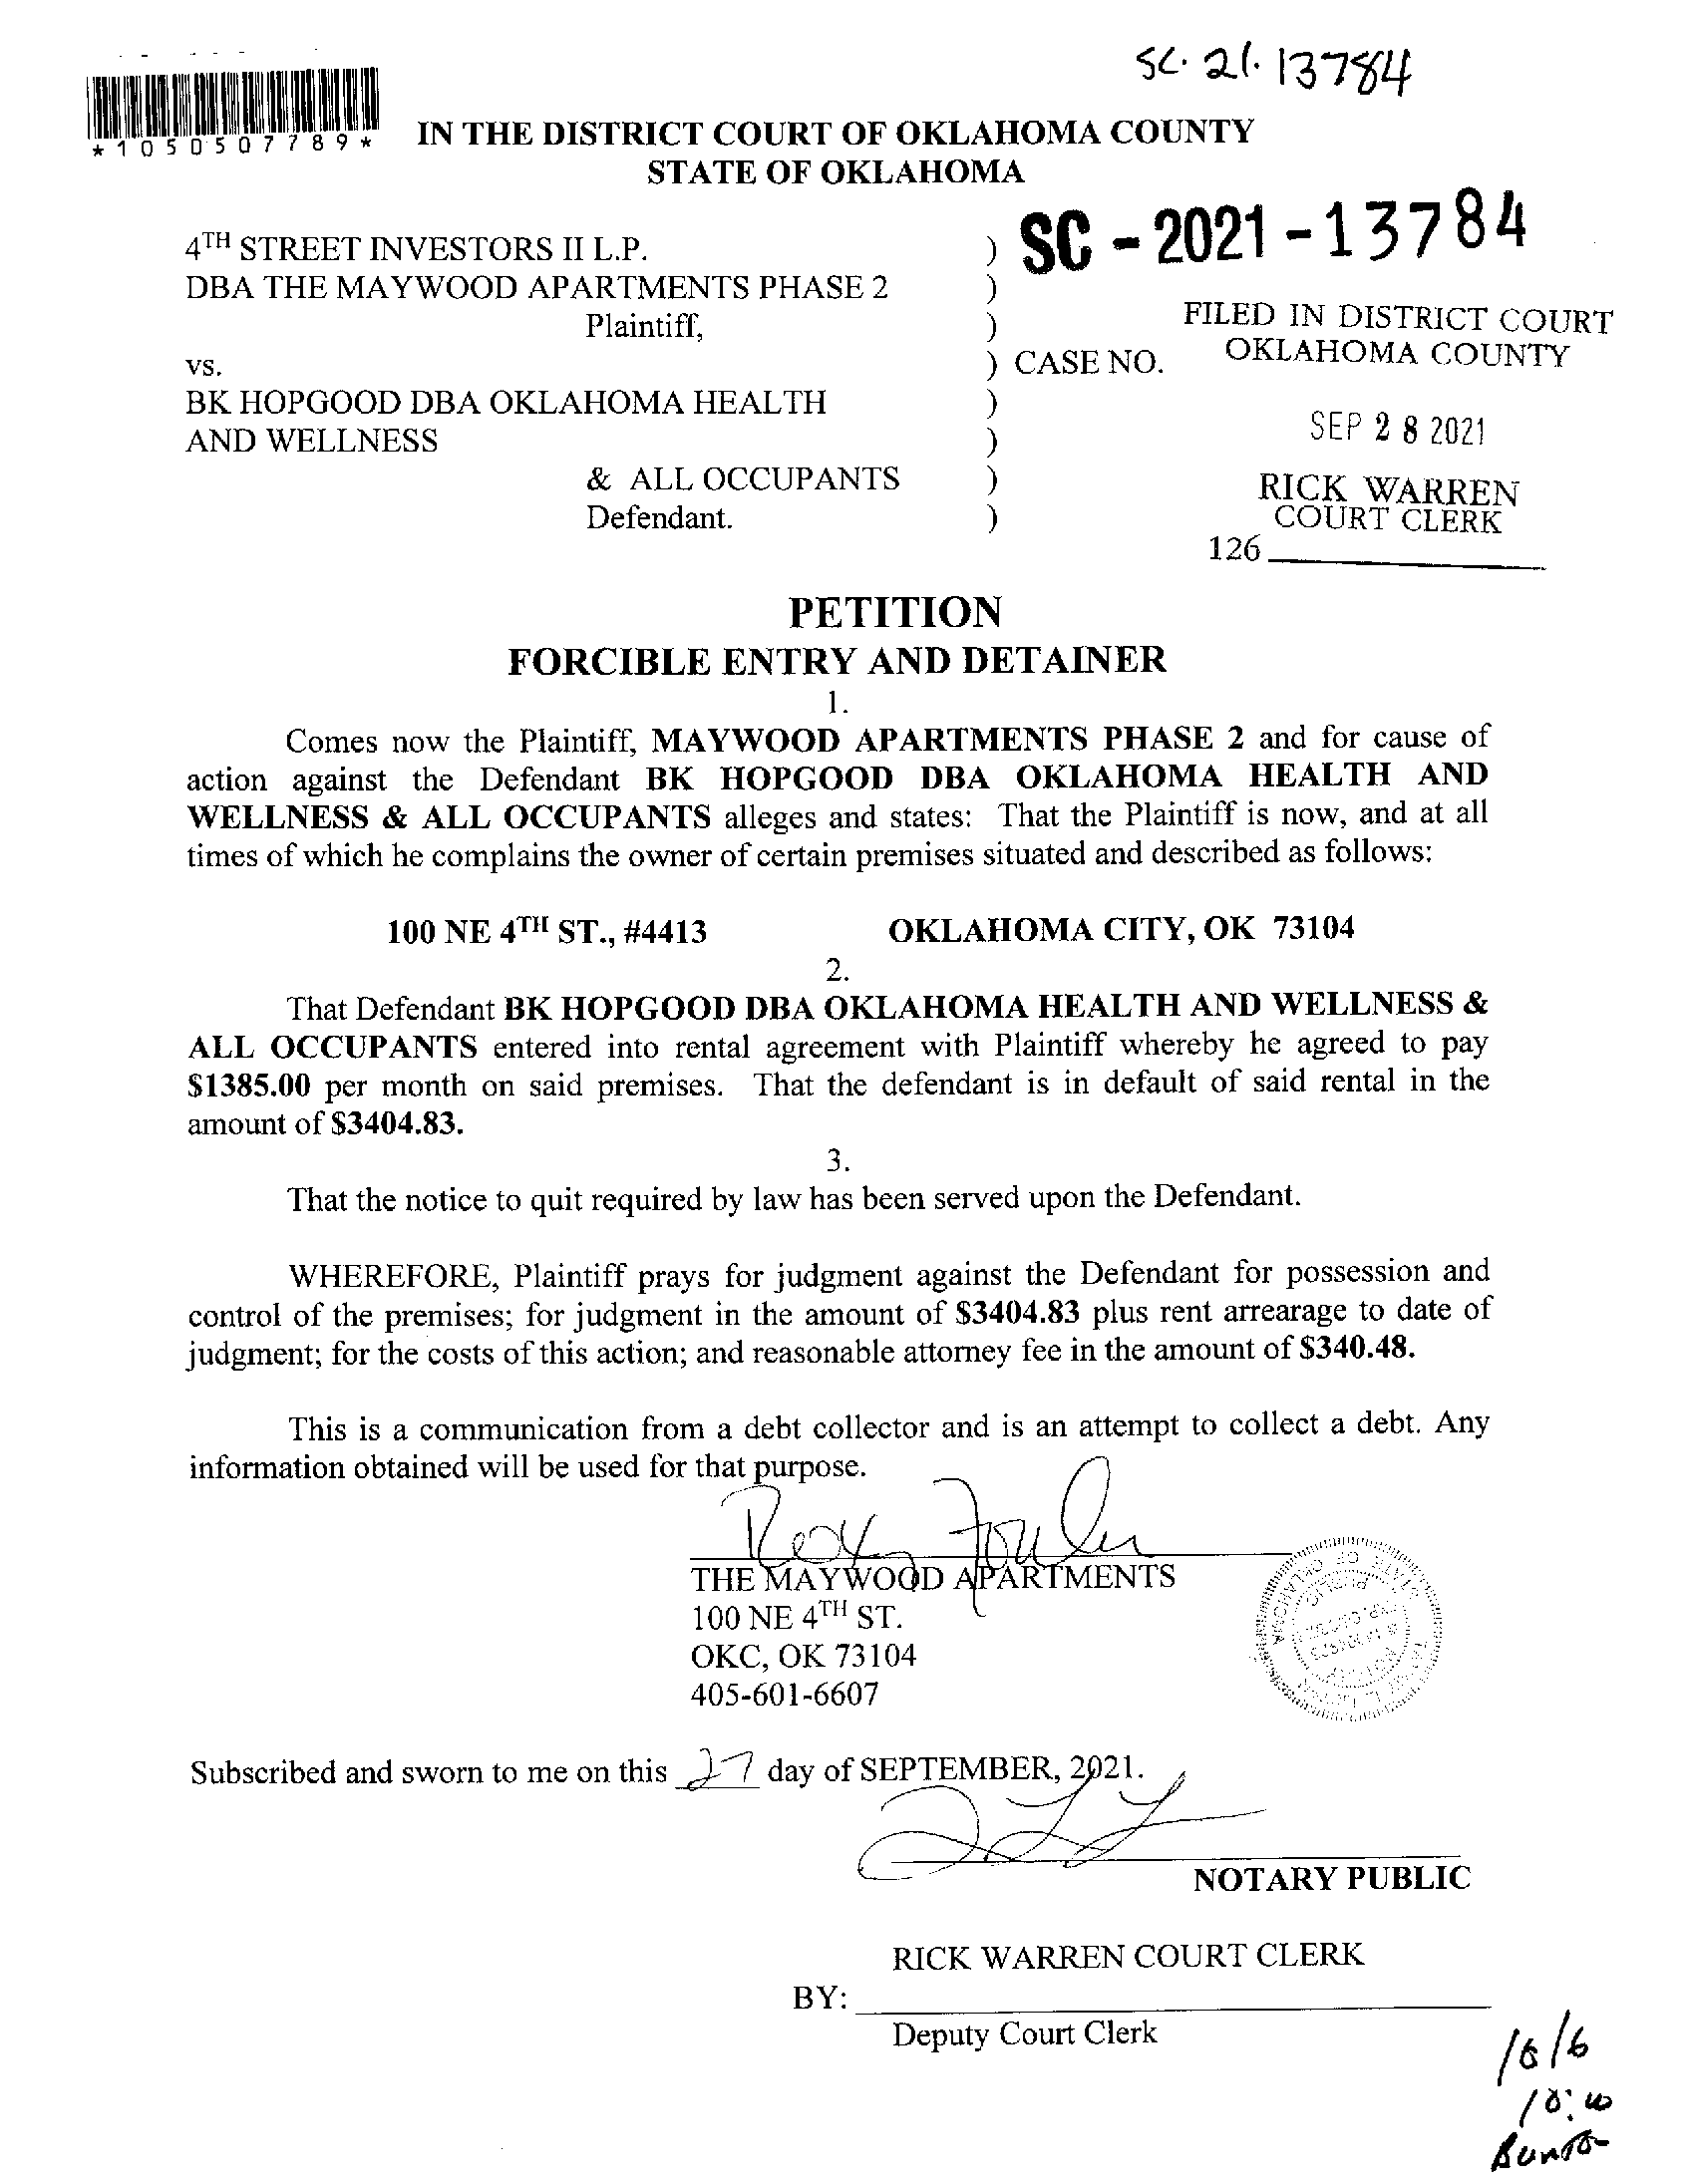 SC. 21. 13784
*1050507789*
IN THE DISTRICT COURT OF OKLAHOMA COUNTY
STATE OF OKLAHOMA
SC - 2021 - 13784
4TH STREET INVESTORS II L.P. )
DBA THE MAYWOOD APARTMENTS PHASE 2 )
Plaintiff, )
vs. ) CASE NO.
BK HOPGOOD DBA OKLAHOMA HEALTH )
AND WELLNESS )
& ALL OCCUPANTS )
Defendant. )
FILED IN DISTRICT COURT
OKLAHOMA COUNTY
SEP 28 2021
RICK WARREN
COURT CLERK
126
PETITION
FORCIBLE ENTRY AND DETAINER
1.
Comes now the Plaintiff, MAYWOOD APARTMENTS PHASE 2 and for cause of
action against the Defendant BK HOPGOOD DBA OKLAHOMA HEALTH AND
WELLNESS & ALL OCCUPANTS alleges and states: That the Plaintiff is now, and at all
times of which he complains the owner of certain premises situated and described as follows:
100 NE 4TH ST., #4413 OKLAHOMA CITY, OK 73104
2.
That Defendant BK HOPGOOD DBA OKLAHOMA HEALTH AND WELLNESS &
ALL OCCUPANTS entered into rental agreement with Plaintiff whereby he agreed to pay
$1385.00 per month on said premises. That the defendant is in default of said rental in the
amount of $3404.83.
3.
That the notice to quit required by law has been served upon the Defendant.
WHEREFORE, Plaintiff prays for judgment against the Defendant for possession and
control of the premises; for judgment in the amount of $3404.83 plus rent arrearage to date of
judgment; for the costs of this action; and reasonable attorney fee in the amount of $340.48.
This is a communication from a debt collector and is an attempt to collect a debt. Any
information obtained will be used for that purpose.
THE MAYWOOD APARTMENTS
100 NE 4TH ST.
OKC, OK 73104
405-601-6607
STATE OF OKLAHOMA
PUBLIC
NOTARY
Subscribed and sworn to me on this 27 day of SEPTEMBER, 2021.
NOTARY PUBLIC
RICK WARREN COURT CLERK
BY:
Deputy Court Clerk
10/6
10:00